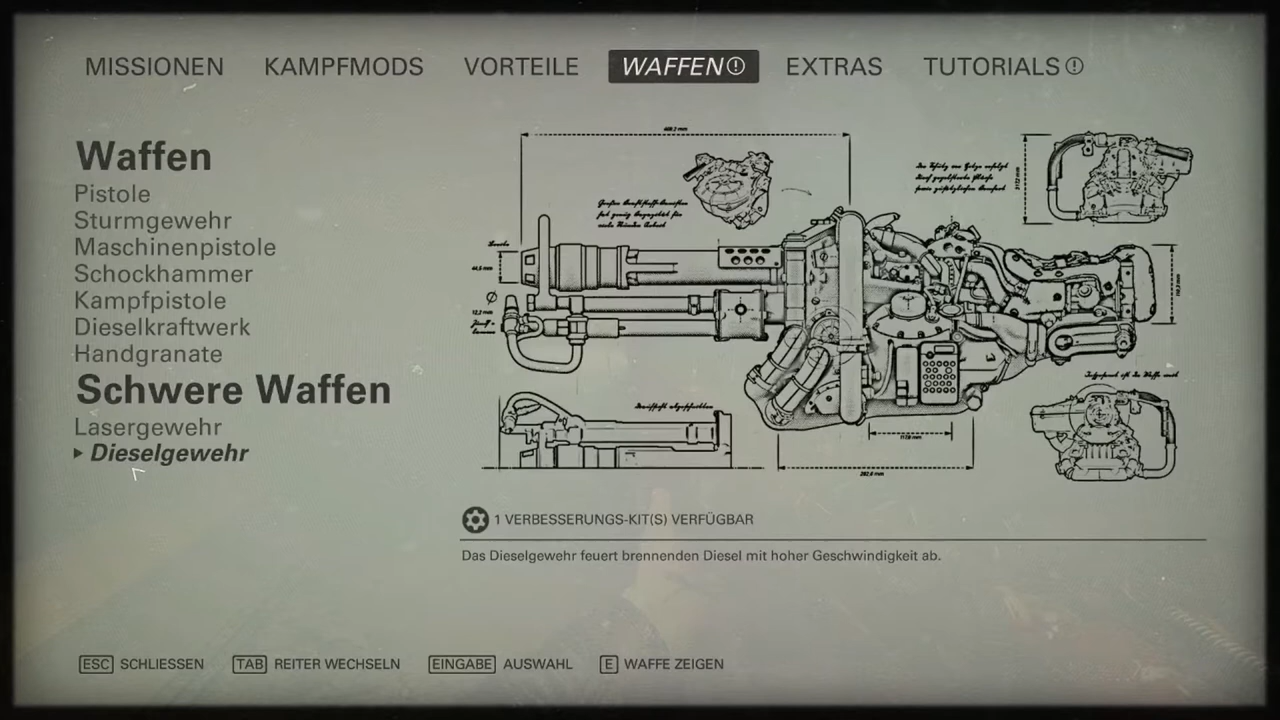 MISSIONEN KAMPFMODS VORTEILE WAFFEN! EXTRAS TUTORIALS!
Waffen
Pistole
Sturmgewehr
Maschinenpistole
Schockhammer
Kampfpistole
Dieselkraftwerk
Handgranate
Schwere Waffen
Lasergewehr
Dieselgewehr
1 VERBESSERUNGS-KIT(S) VERFÜGBAR
Das Dieselgewehr feuert brennenden Diesel mit hoher Geschwindigkeit ab.
ESC SCHLIESSEN TAB REITER WECHSELN EINGABE AUSWAHL E WAFFE ZEIGEN